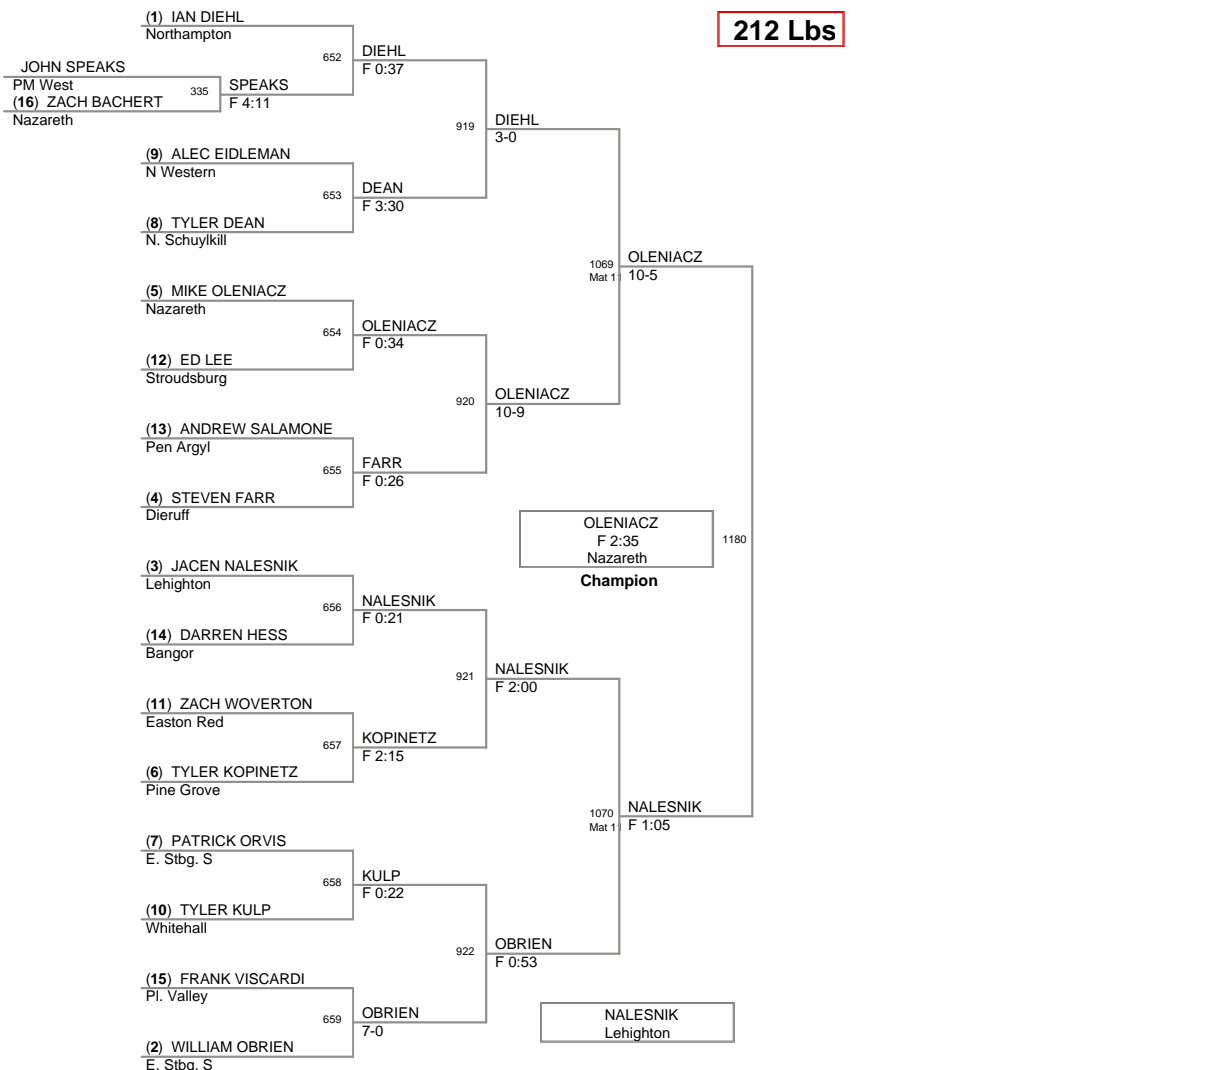 212 Lbs
(1) IAN DIEHL
Northampton
JOHN SPEAKS
PM West
(16) ZACH BACHERT
Nazareth
335
SPEAKS
F 4:11
652
DIEHL
F 0:37
(9) ALEC EIDLEMAN
N Western
(8) TYLER DEAN
N. Schuylkill
653
DEAN
F 3:30
919
DIEHL
3-0
(5) MIKE OLENIACZ
Nazareth
(12) ED LEE
Stroudsburg
654
OLENIACZ
F 0:34
(13) ANDREW SALAMONE
Pen Argyl
(4) STEVEN FARR
Dieruff
655
FARR
F 0:26
920
OLENIACZ
10-9
1069
Mat 11
OLENIACZ
10-5
(3) JACEN NALESNIK
Lehighton
(14) DARREN HESS
Bangor
656
NALESNIK
F 0:21
(11) ZACH WOVERTON
Easton Red
(6) TYLER KOPINETZ
Pine Grove
657
KOPINETZ
F 2:15
921
NALESNIK
F 2:00
(7) PATRICK ORVIS
E. Stbg. S
(10) TYLER KULP
Whitehall
658
KULP
F 0:22
(15) FRANK VISCARDI
Pl. Valley
(2) WILLIAM OBRIEN
E. Stbg. S
659
OBRIEN
7-0
922
OBRIEN
F 0:53
1070
Mat 11
NALESNIK
F 1:05
1180
OLENIACZ
F 2:35
Nazareth
Champion
NALESNIK
Lehighton